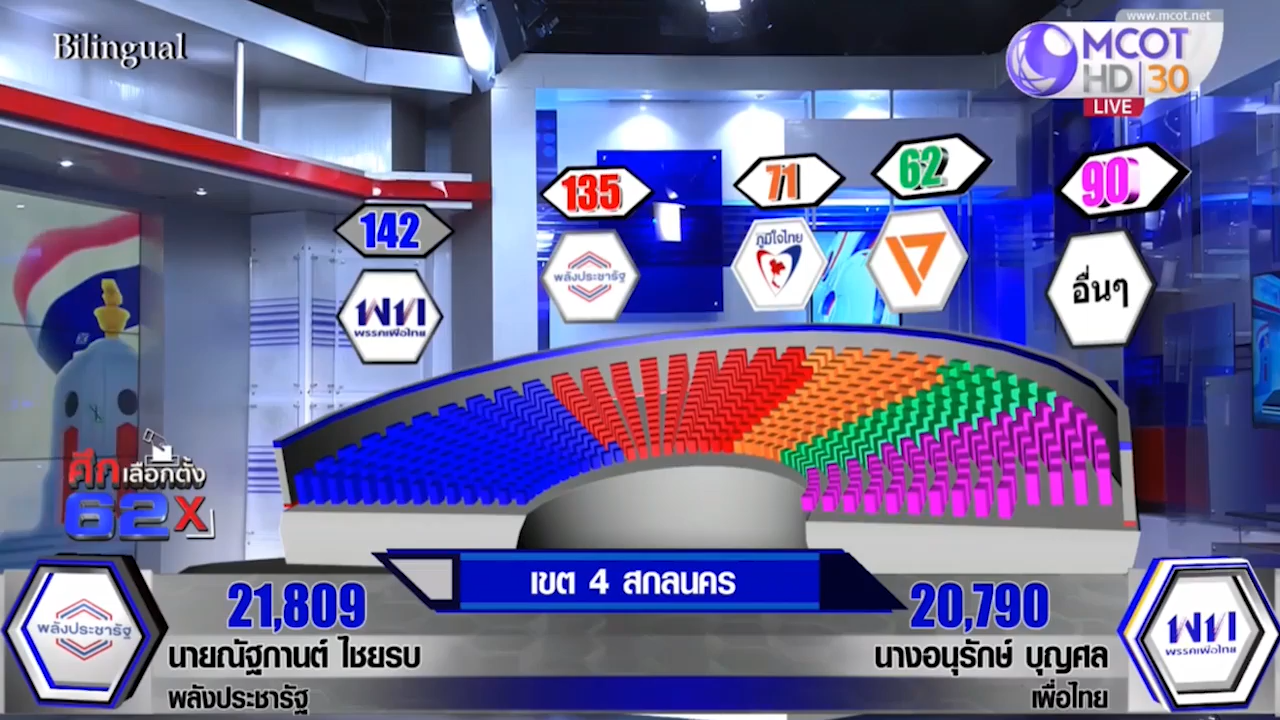 Bilingual
www.mcot.net
MCOT
HD 30
LIVE
142
135
71
62
90
พท
พรรคเพื่อไทย
พลังประชารัฐ
ภูมิใจไทย
อื่นๆ
ศึกเลือกตั้ง
62X
เขต 4 สกลนคร
พลังประชารัฐ
21,809
นายณัฐกานต์ ไชยรบ
พลังประชารัฐ
20,790
นางอนุรักษ์ บุญศล
เพื่อไทย
พท
พรรคเพื่อไทย